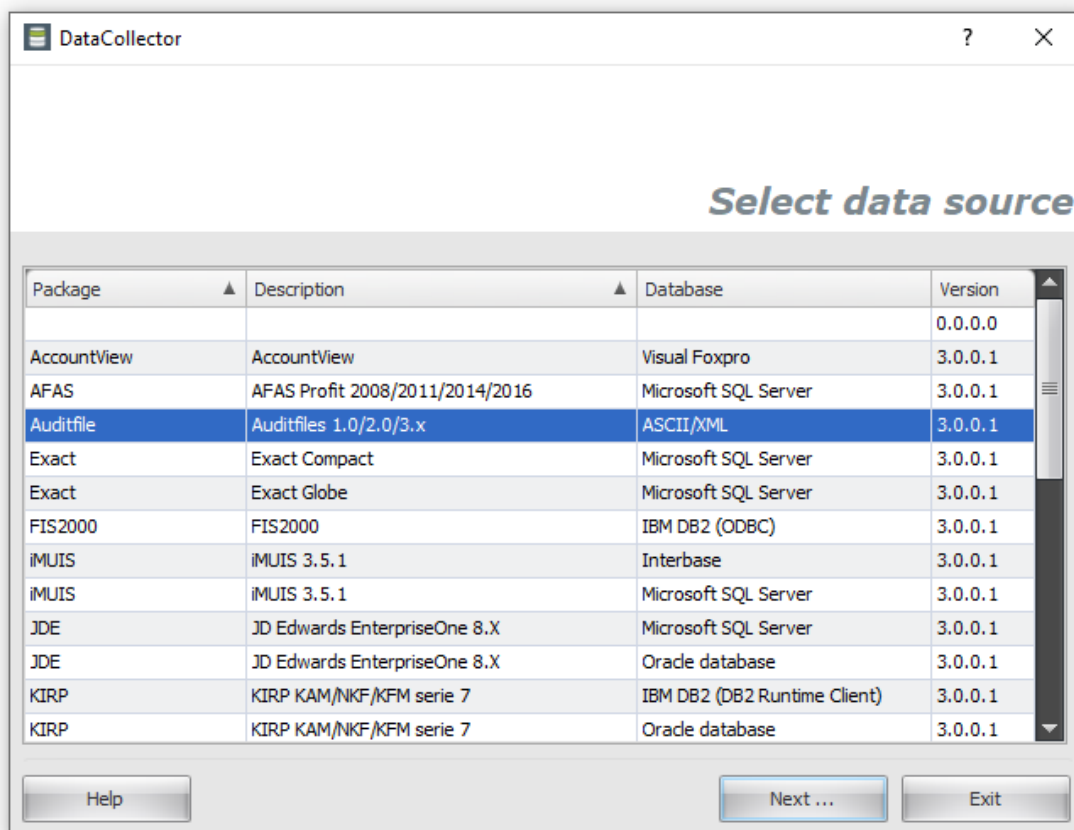 DataCollector ? ×
Select data source
Package ▲ Description ▲ Database Version
0.0.0.0
AccountView AccountView Visual Foxpro 3.0.0.1
AFAS AFAS Profit 2008/2011/2014/2016 Microsoft SQL Server 3.0.0.1
Auditfile Auditfiles 1.0/2.0/3.x ASCII/XML 3.0.0.1
Exact Exact Compact Microsoft SQL Server 3.0.0.1
Exact Exact Globe Microsoft SQL Server 3.0.0.1
FIS2000 FIS2000 IBM DB2 (ODBC) 3.0.0.1
iMUIS iMUIS 3.5.1 Interbase 3.0.0.1
iMUIS iMUIS 3.5.1 Microsoft SQL Server 3.0.0.1
JDE JD Edwards EnterpriseOne 8.X Microsoft SQL Server 3.0.0.1
JDE JD Edwards EnterpriseOne 8.X Oracle database 3.0.0.1
KIRP KIRP KAM/NKF/KFM serie 7 IBM DB2 (DB2 Runtime Client) 3.0.0.1
KIRP KIRP KAM/NKF/KFM serie 7 Oracle database 3.0.0.1
Help Next ... Exit